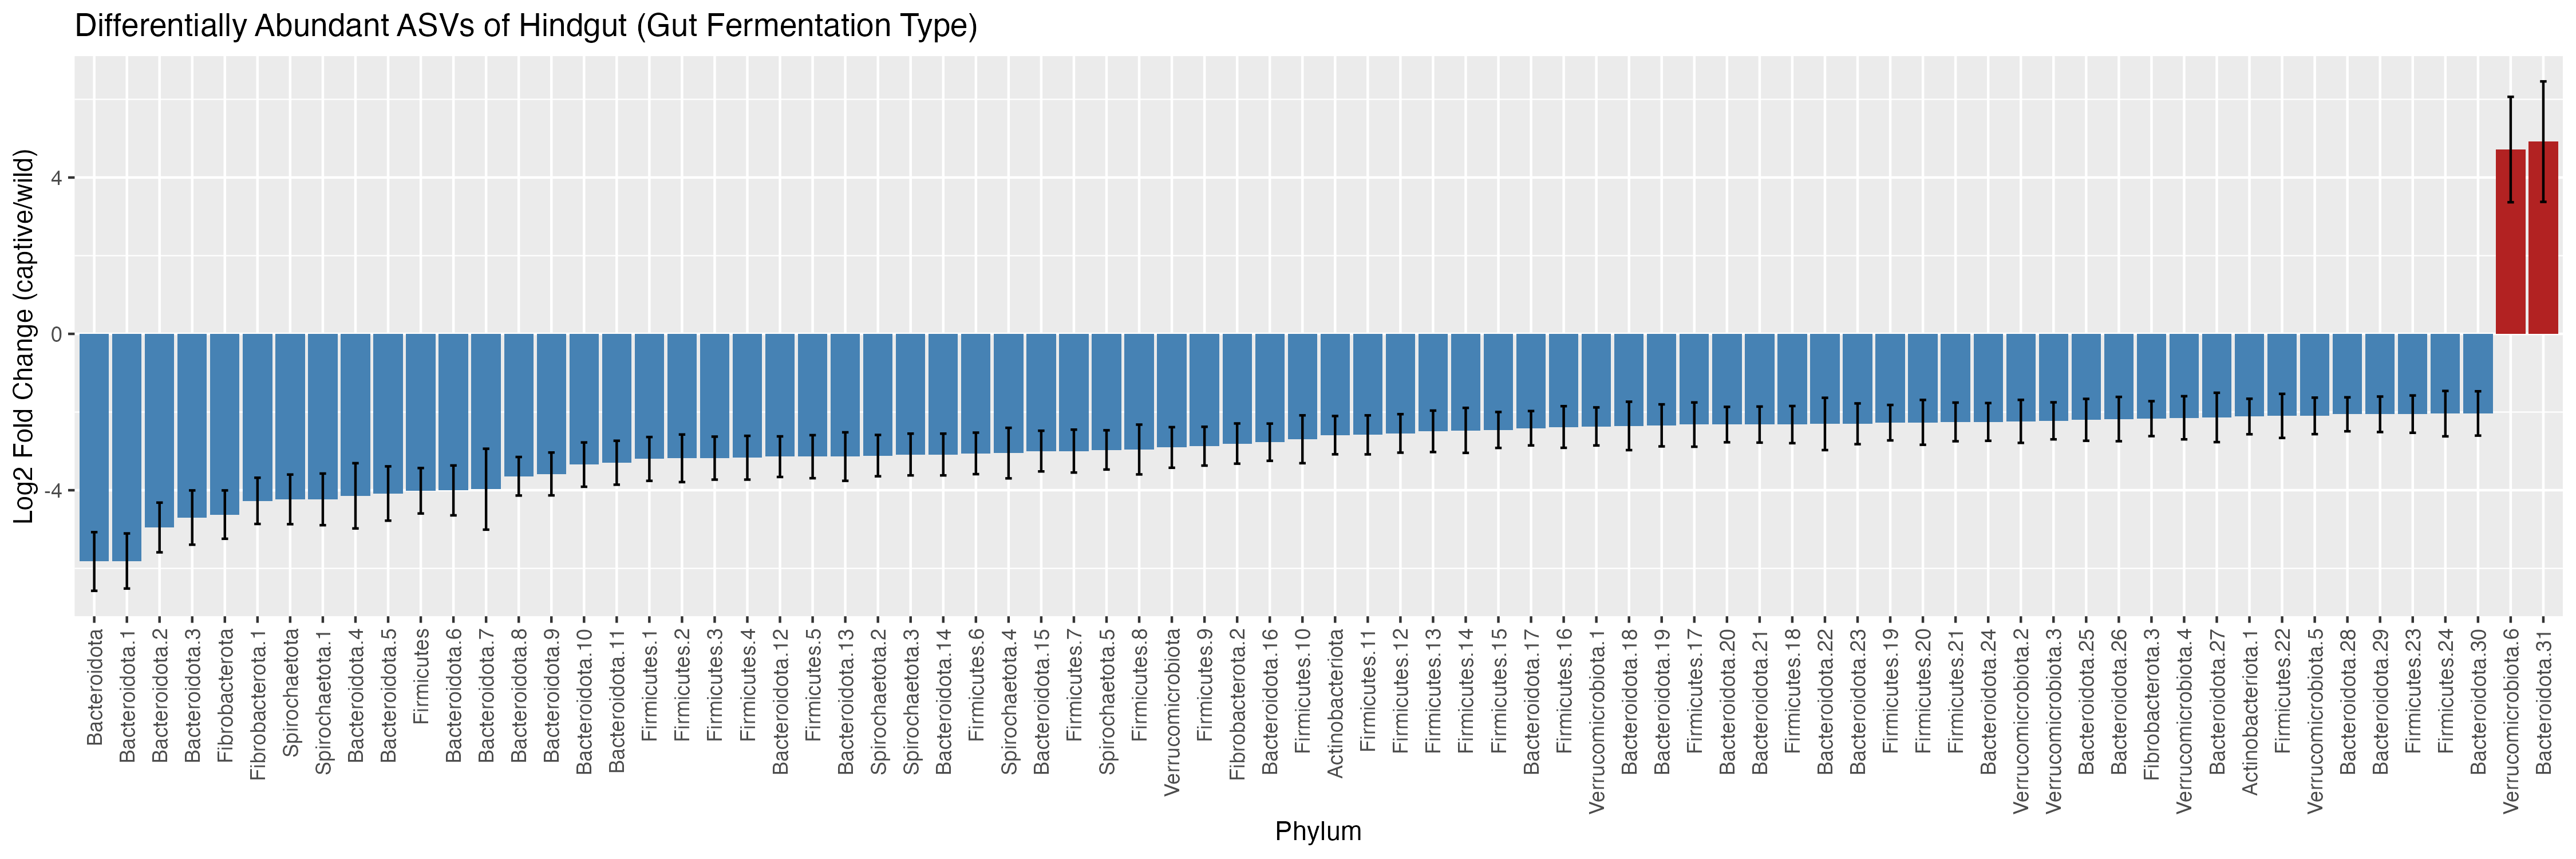 Differentially Abundant ASVs of Hindgut (Gut Fermentation Type)
Log2 Fold Change (captive/wild)
4
0
-4
Bacteroidota
Bacteroidota.1
Bacteroidota.2
Bacteroidota.3
Fibrobacterota
Fibrobacterota.1
Spirochaetota
Spirochaetota.1
Bacteroidota.4
Bacteroidota.5
Firmicutes
Bacteroidota.6
Bacteroidota.7
Bacteroidota.8
Bacteroidota.9
Bacteroidota.10
Bacteroidota.11
Firmicutes.1
Firmicutes.2
Firmicutes.3
Firmicutes.4
Bacteroidota.12
Firmicutes.5
Bacteroidota.13
Spirochaetota.2
Spirochaetota.3
Bacteroidota.14
Firmicutes.6
Spirochaetota.4
Bacteroidota.15
Firmicutes.7
Spirochaetota.5
Firmicutes.8
Verrucomicrobiota
Firmicutes.9
Fibrobacterota.2
Bacteroidota.16
Firmicutes.10
Actinobacteriota
Firmicutes.11
Firmicutes.12
Firmicutes.13
Firmicutes.14
Firmicutes.15
Bacteroidota.17
Firmicutes.16
Verrucomicrobiota.1
Bacteroidota.18
Bacteroidota.19
Firmicutes.17
Bacteroidota.20
Bacteroidota.21
Firmicutes.18
Bacteroidota.22
Bacteroidota.23
Firmicutes.19
Firmicutes.20
Firmicutes.21
Bacteroidota.24
Verrucomicrobiota.2
Verrucomicrobiota.3
Bacteroidota.25
Bacteroidota.26
Fibrobacterota.3
Verrucomicrobiota.4
Bacteroidota.27
Actinobacteriota.1
Firmicutes.22
Verrucomicrobiota.5
Bacteroidota.28
Bacteroidota.29
Firmicutes.23
Firmicutes.24
Bacteroidota.30
Verrucomicrobiota.6
Bacteroidota.31
Phylum